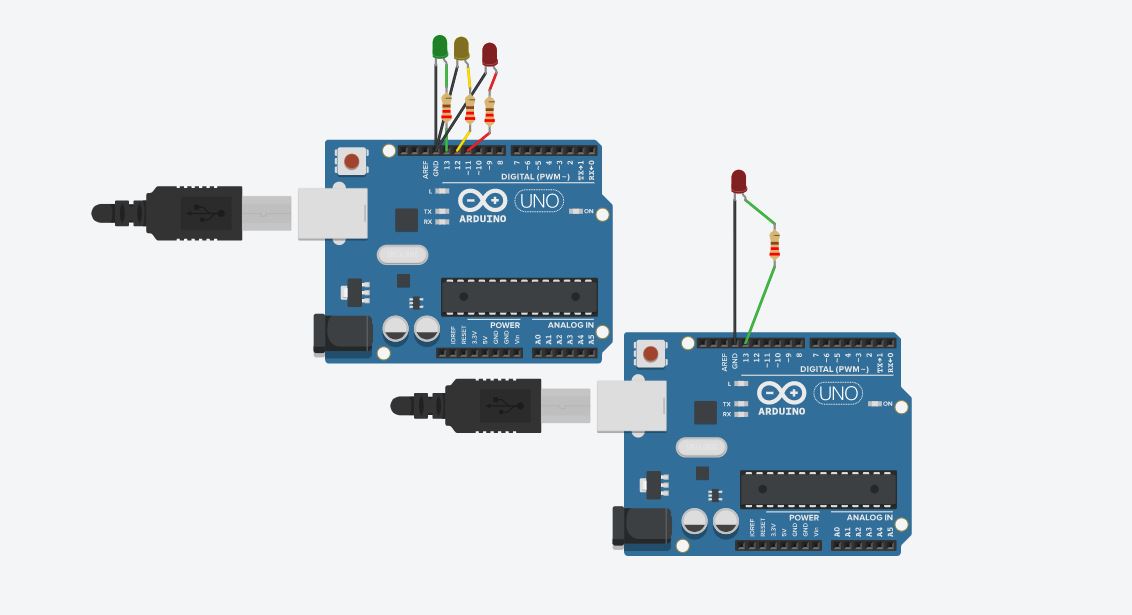 AREF
GND
13
12
~11
~10
~9
8
7
~6
~5
4
~3
2
TX→1
RX←0
DIGITAL (PWM~)
L
TX
RX
ARDUINO
UNO
ON
IOREF
RESET
3.3V
5V
GND
GND
Vin
POWER
ANALOG IN
A0
A1
A2
A3
A4
A5
AREF
GND
13
12
~11
~10
~9
8
7
~6
~5
4
~3
2
TX→1
RX←0
DIGITAL (PWM~)
L
TX
RX
ARDUINO
UNO
ON
IOREF
RESET
3.3V
5V
GND
GND
Vin
POWER
ANALOG IN
A0
A1
A2
A3
A4
A5